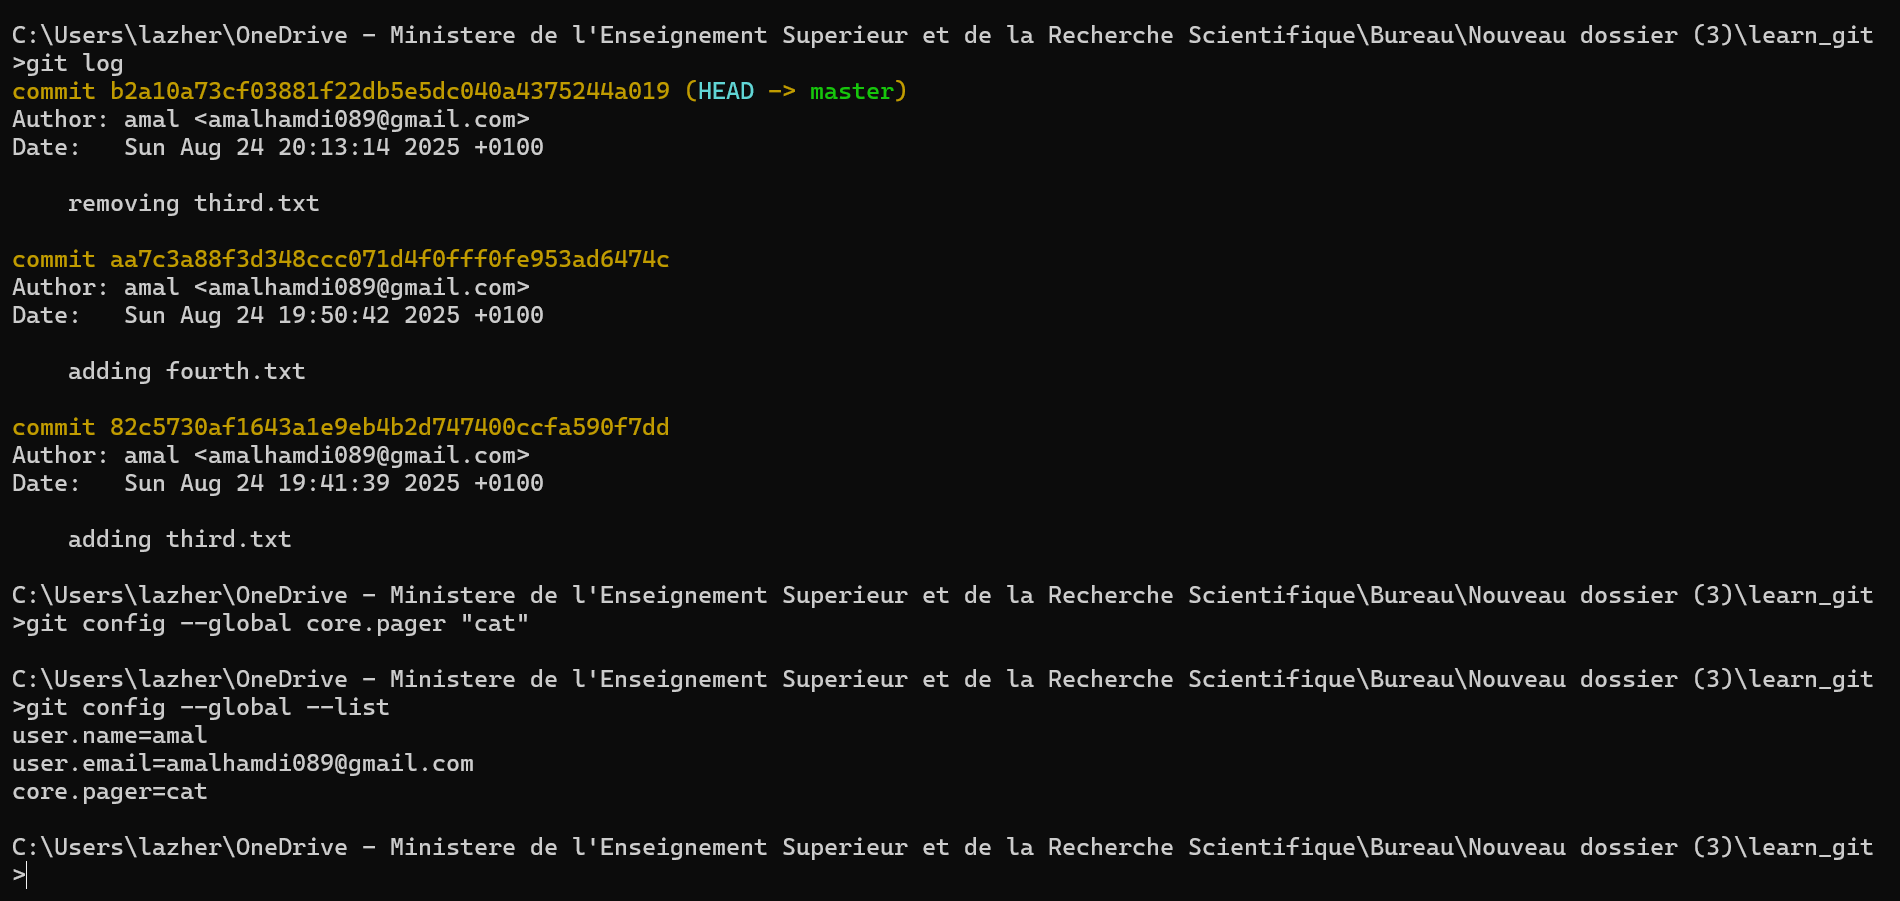 C:\Users\lazher\OneDrive - Ministere de l'Enseignement Superieur et de la Recherche Scientifique\Bureau\Nouveau dossier (3)\learn_git
>git log
commit b2a10a73cf03881f22db5e5dc040a4375244a019 (HEAD -> master)
Author: amal <amalhamdi089@gmail.com>
Date:   Sun Aug 24 20:13:14 2025 +0100

    removing third.txt

commit aa7c3a88f3d348ccc071d4f0fff0fe953ad6474c
Author: amal <amalhamdi089@gmail.com>
Date:   Sun Aug 24 19:50:42 2025 +0100

    adding fourth.txt

commit 82c5730af1643a1e9eb4b2d747400ccfa590f7dd
Author: amal <amalhamdi089@gmail.com>
Date:   Sun Aug 24 19:41:39 2025 +0100

    adding third.txt

C:\Users\lazher\OneDrive - Ministere de l'Enseignement Superieur et de la Recherche Scientifique\Bureau\Nouveau dossier (3)\learn_git
>git config --global core.pager "cat"

C:\Users\lazher\OneDrive - Ministere de l'Enseignement Superieur et de la Recherche Scientifique\Bureau\Nouveau dossier (3)\learn_git
>git config --global --list
user.name=amal
user.email=amalhamdi089@gmail.com
core.pager=cat

C:\Users\lazher\OneDrive - Ministere de l'Enseignement Superieur et de la Recherche Scientifique\Bureau\Nouveau dossier (3)\learn_git
>